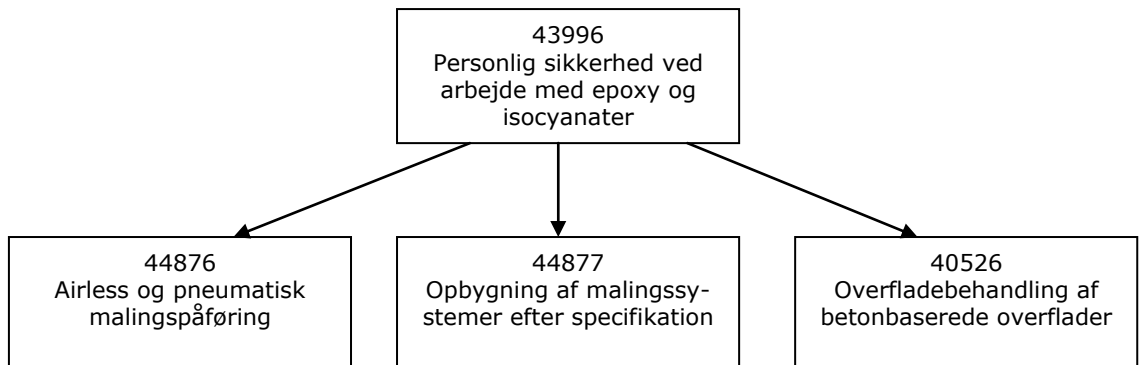 43996
Personlig sikkerhed ved
arbejde med epoxy og
isocyanater
44876
Airless og pneumatisk
malingspåføring
44877
Opbygning af malingssy-
stemer efter specifikation
40526
Overfladebehandling af
betonbaserede overflader